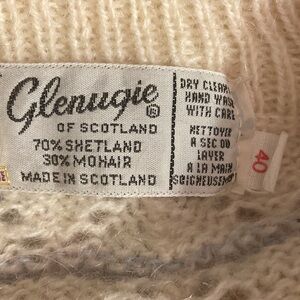 Glenugie ®
OF SCOTLAND
70% SHETLAND
30% MOHAIR
MADE IN SCOTLAND
DRY CLEAN
HAND WASH
WITH CARE
NETTOYER
A SEC OU
LAVER
A LA MAIN
SOIGNEUSEMENT
40